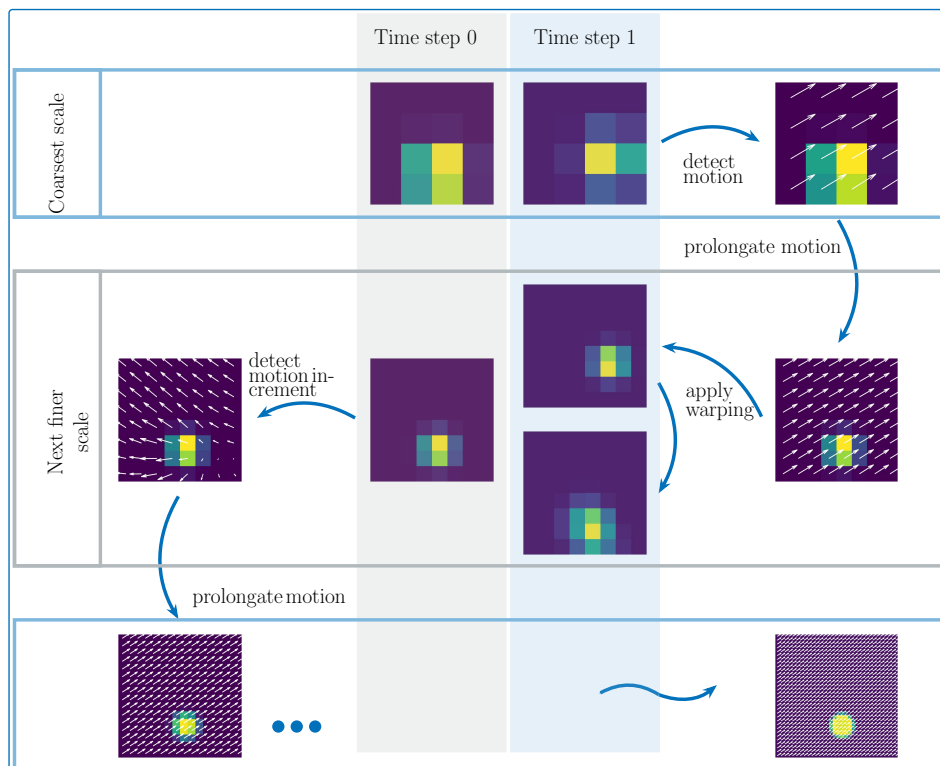 Time step 0
Time step 1
Coarsest scale
detect
motion
prolongate motion
Next finer
scale
detect
motion in-
crement
apply
warping
prolongate motion